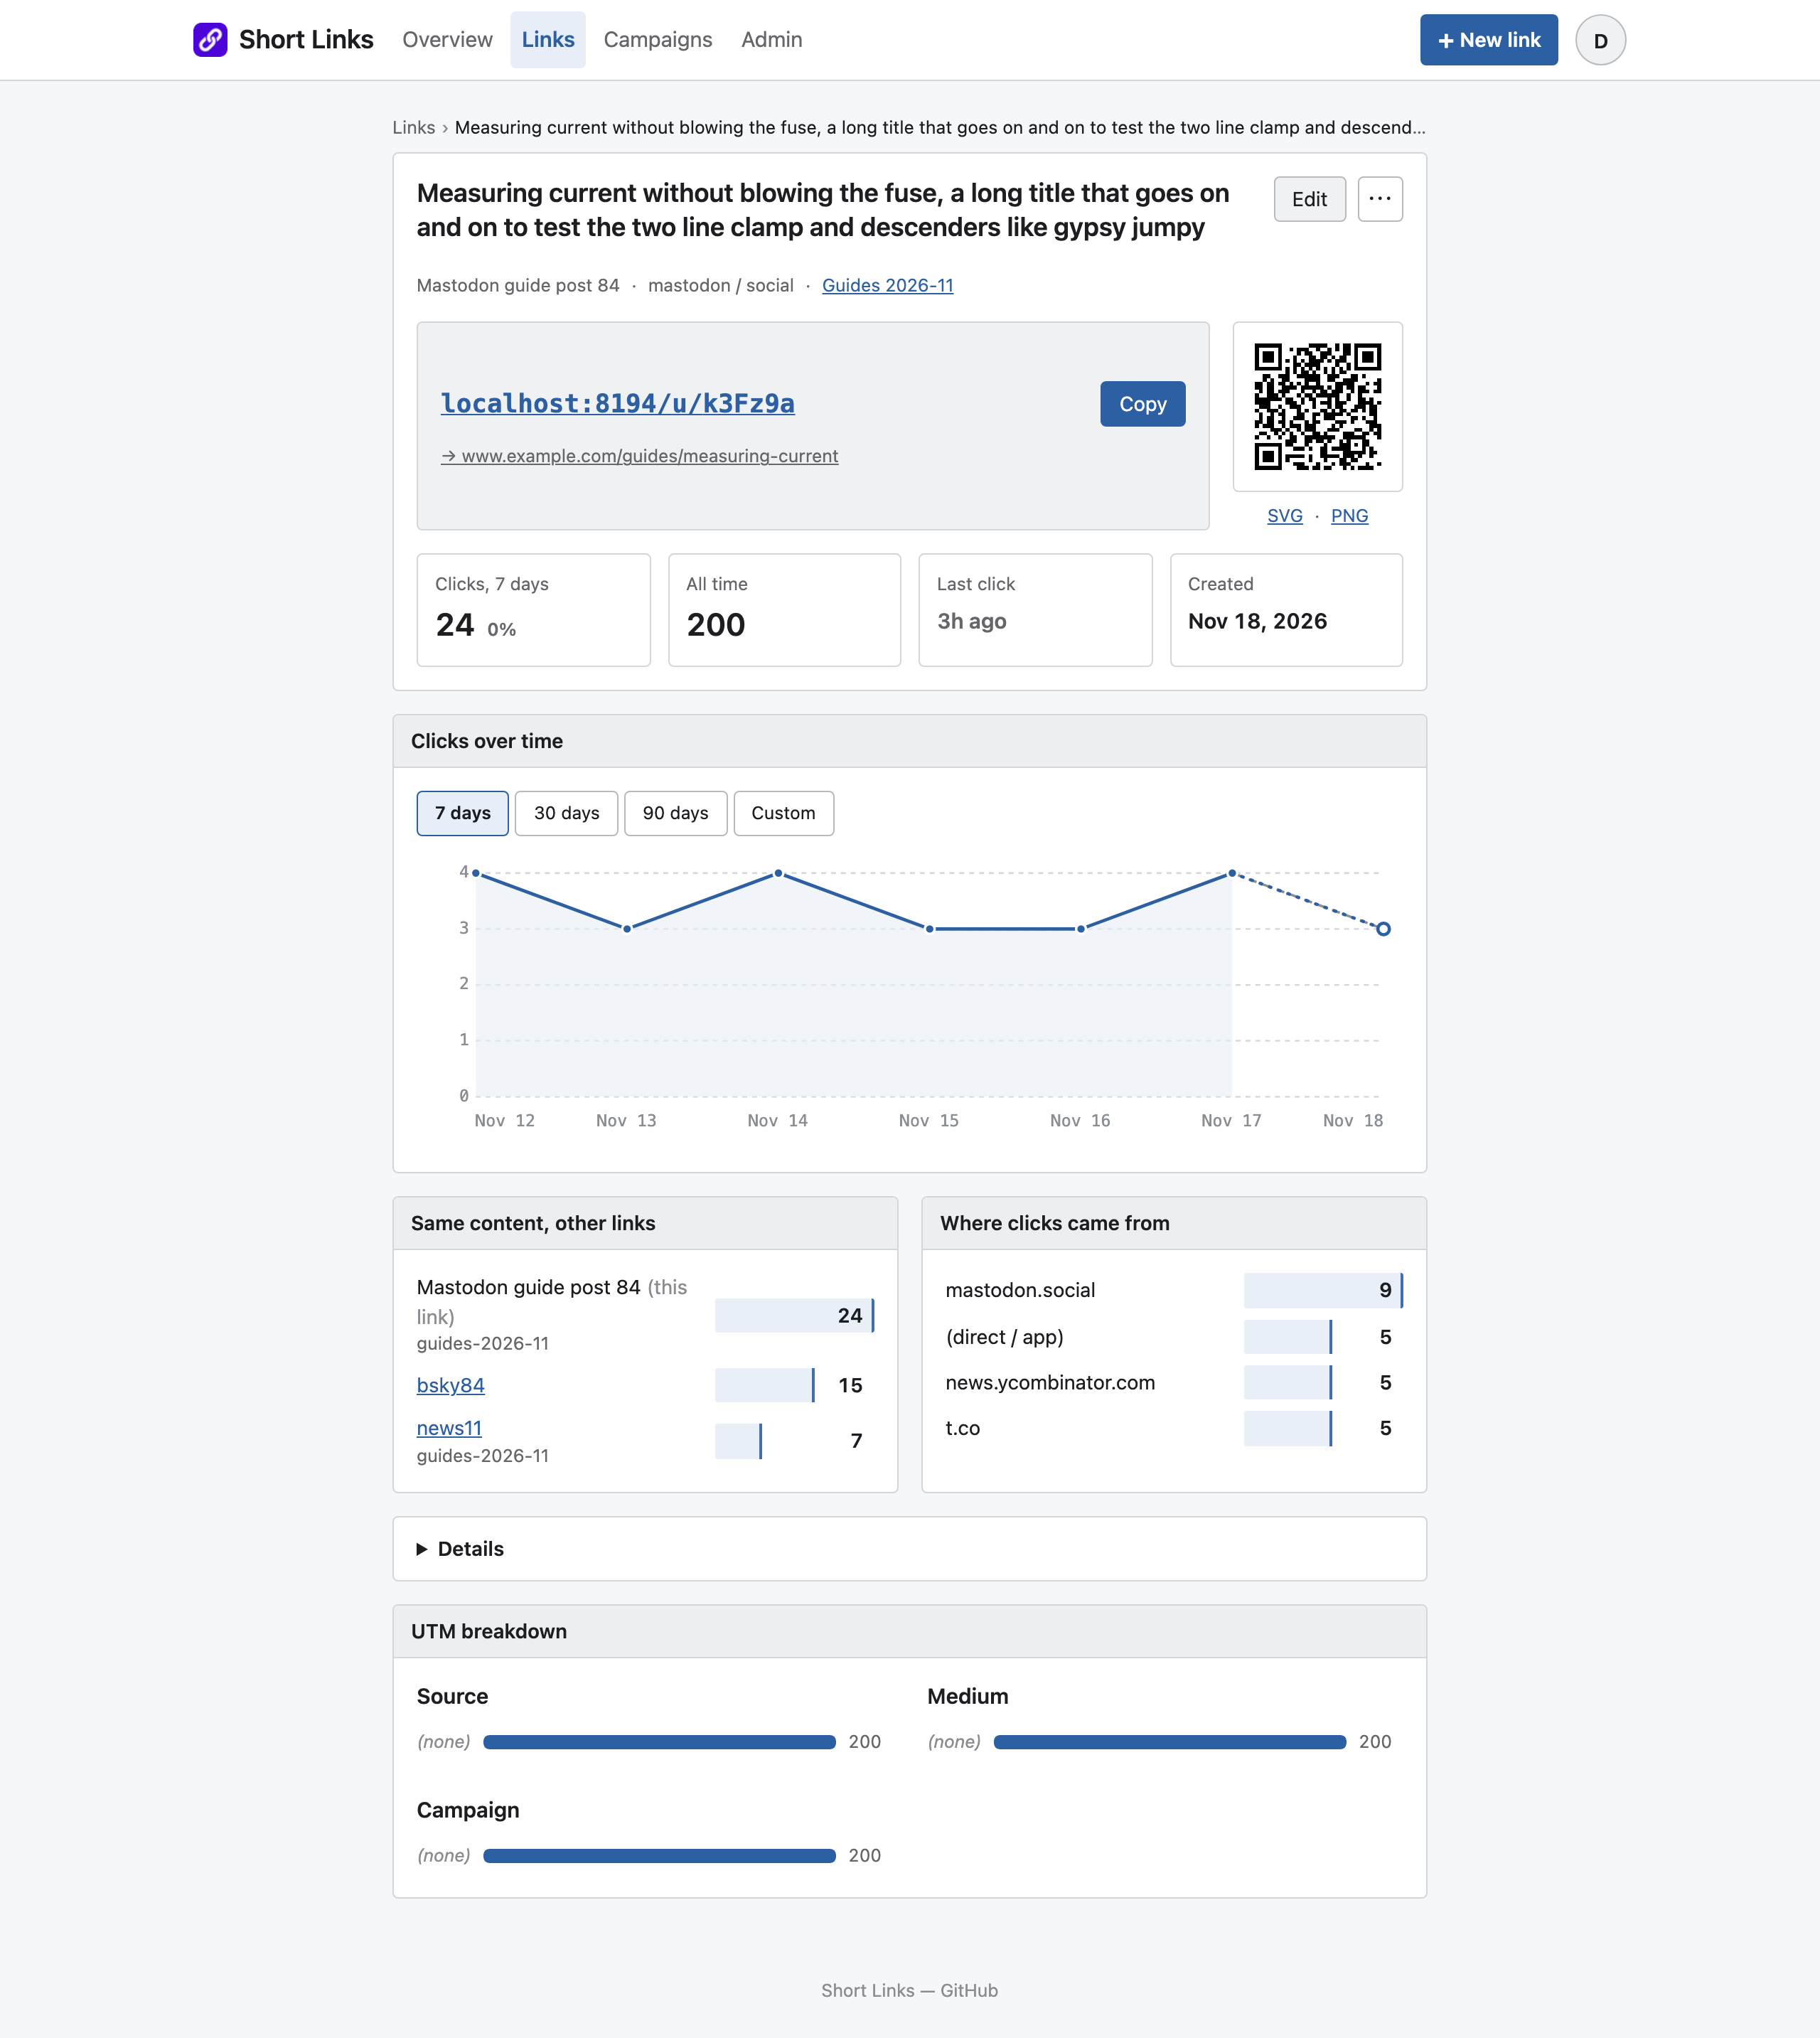 Short Links
Overview
Links
Campaigns
Admin
+ New link
D
Links › Measuring current without blowing the fuse, a long title that goes on and on to test the two line clamp and descend...
Measuring current without blowing the fuse, a long title that goes on
and on to test the two line clamp and descenders like gypsy jumpy
Edit
···
Mastodon guide post 84 · mastodon / social · Guides 2026-11
localhost:8194/u/k3Fz9a
Copy
→ www.example.com/guides/measuring-current
SVG · PNG
Clicks, 7 days
24 0%
All time
200
Last click
3h ago
Created
Nov 18, 2026
Clicks over time
7 days
30 days
90 days
Custom
4
3
2
1
0
Nov 12
Nov 13
Nov 14
Nov 15
Nov 16
Nov 17
Nov 18
Same content, other links
Mastodon guide post 84 (this
link)
guides-2026-11
24
bsky84
15
news11
guides-2026-11
7
Where clicks came from
mastodon.social
9
(direct / app)
5
news.ycombinator.com
5
t.co
5
▶ Details
UTM breakdown
Source
(none)
200
Medium
(none)
200
Campaign
(none)
200
Short Links — GitHub